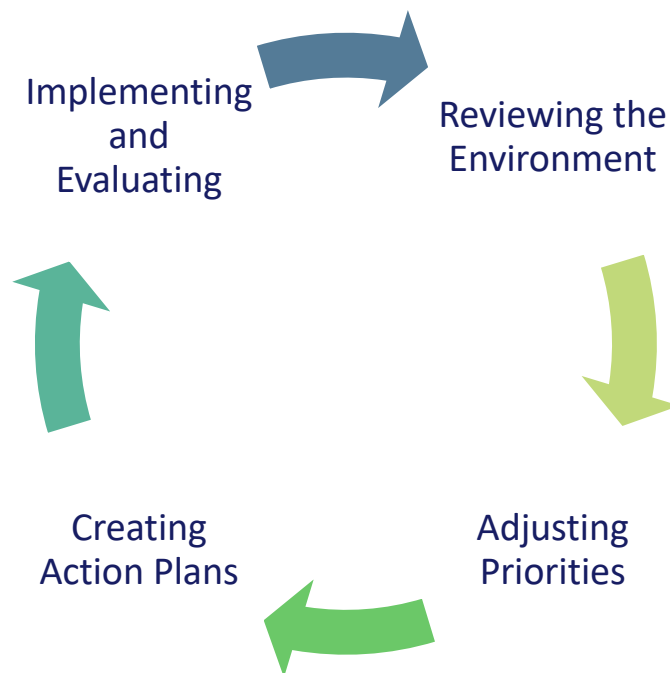 Implementing
and
Evaluating
Reviewing the
Environment
Adjusting
Priorities
Creating
Action Plans